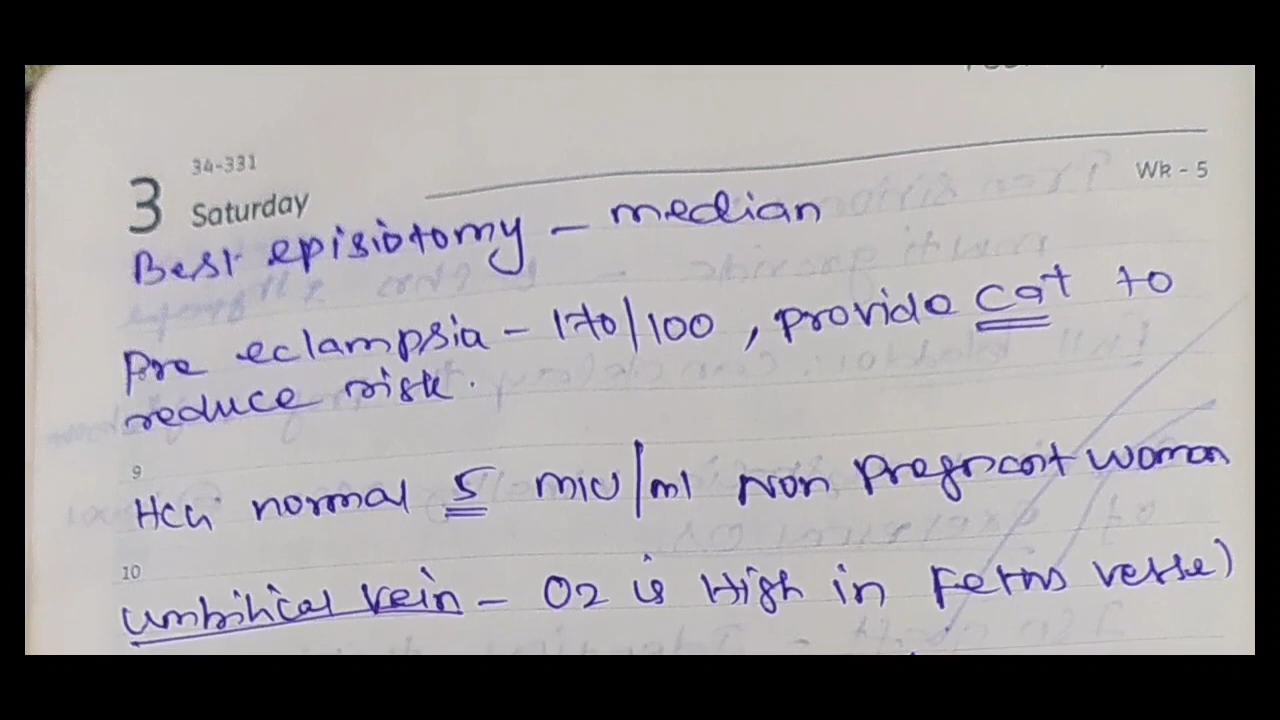 34-331
3 Saturday
Wk - 5
Best episiotomy - median
Pre eclampsia - 170/100, provide cat to
reduce risk.
9
HCG normal 5 mIU/ml Non pregnant woman
10
umbilical vein - O2 is High in Fetus vessel